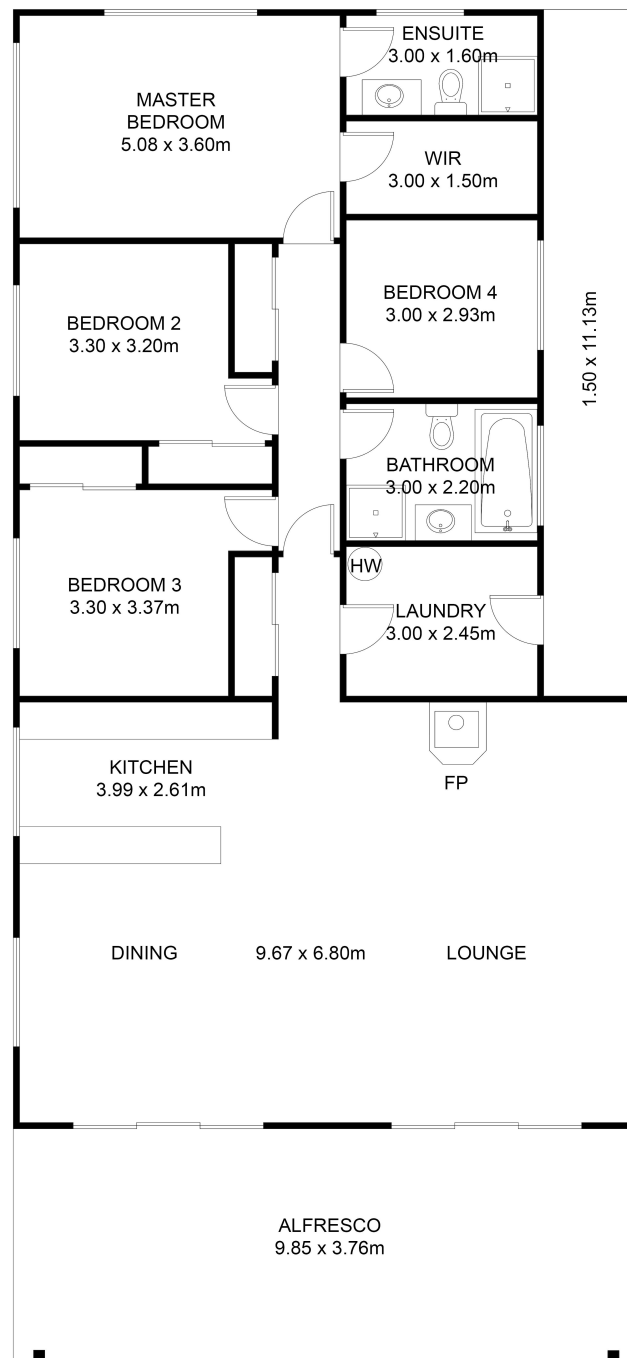 ENSUITE
3.00 x 1.60m
MASTER
BEDROOM
5.08 x 3.60m
WIR
3.00 x 1.50m
BEDROOM 4
3.00 x 2.93m
1.50 x 11.13m
BEDROOM 2
3.30 x 3.20m
BATHROOM
3.00 x 2.20m
HW
BEDROOM 3
3.30 x 3.37m
LAUNDRY
3.00 x 2.45m
KITCHEN
3.99 x 2.61m
FP
DINING 9.67 x 6.80m LOUNGE
ALFRESCO
9.85 x 3.76m